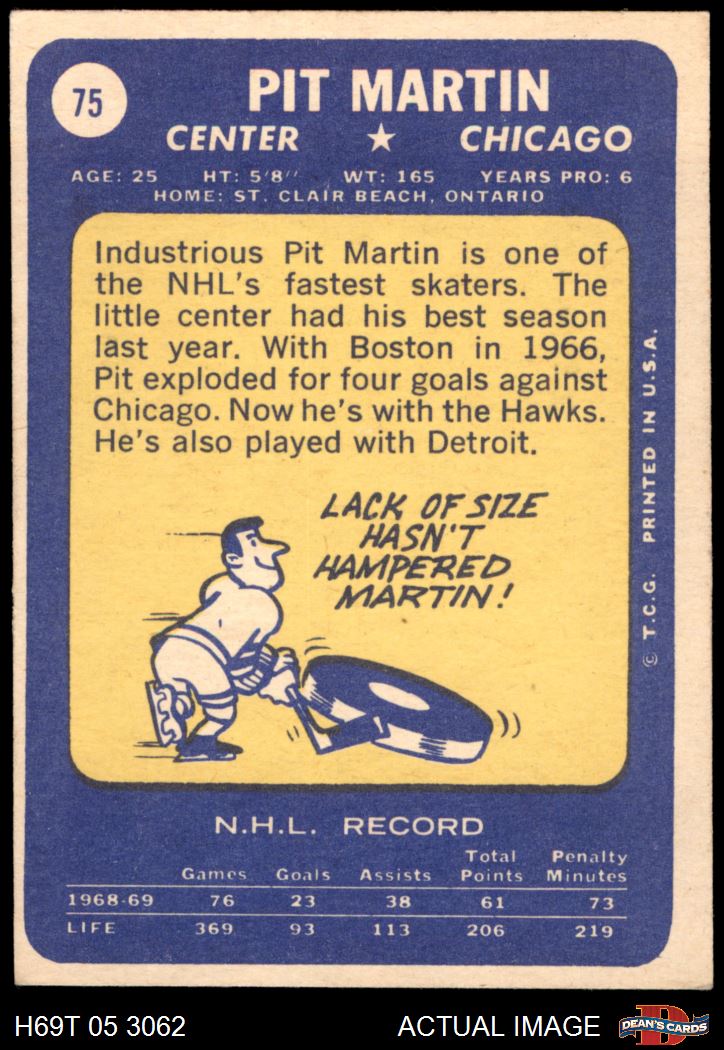 75
PIT MARTIN
CENTER ★ CHICAGO
AGE: 25 HT: 5'8'' WT: 165 YEARS PRO: 6
HOME: ST. CLAIR BEACH, ONTARIO
Industrious Pit Martin is one of
the NHL's fastest skaters. The
little center had his best season
last year. With Boston in 1966,
Pit exploded for four goals against
Chicago. Now he's with the Hawks.
He's also played with Detroit.
LACK OF SIZE
HASN'T
HAMPERED
MARTIN!
© T.C.G. PRINTED IN U.S.A.
N.H.L. RECORD
Games Goals Assists Total Points Penalty Minutes
1968-69 76 23 38 61 73
LIFE 369 93 113 206 219
H69T 05 3062 ACTUAL IMAGE
D
DEAN'S CARDS